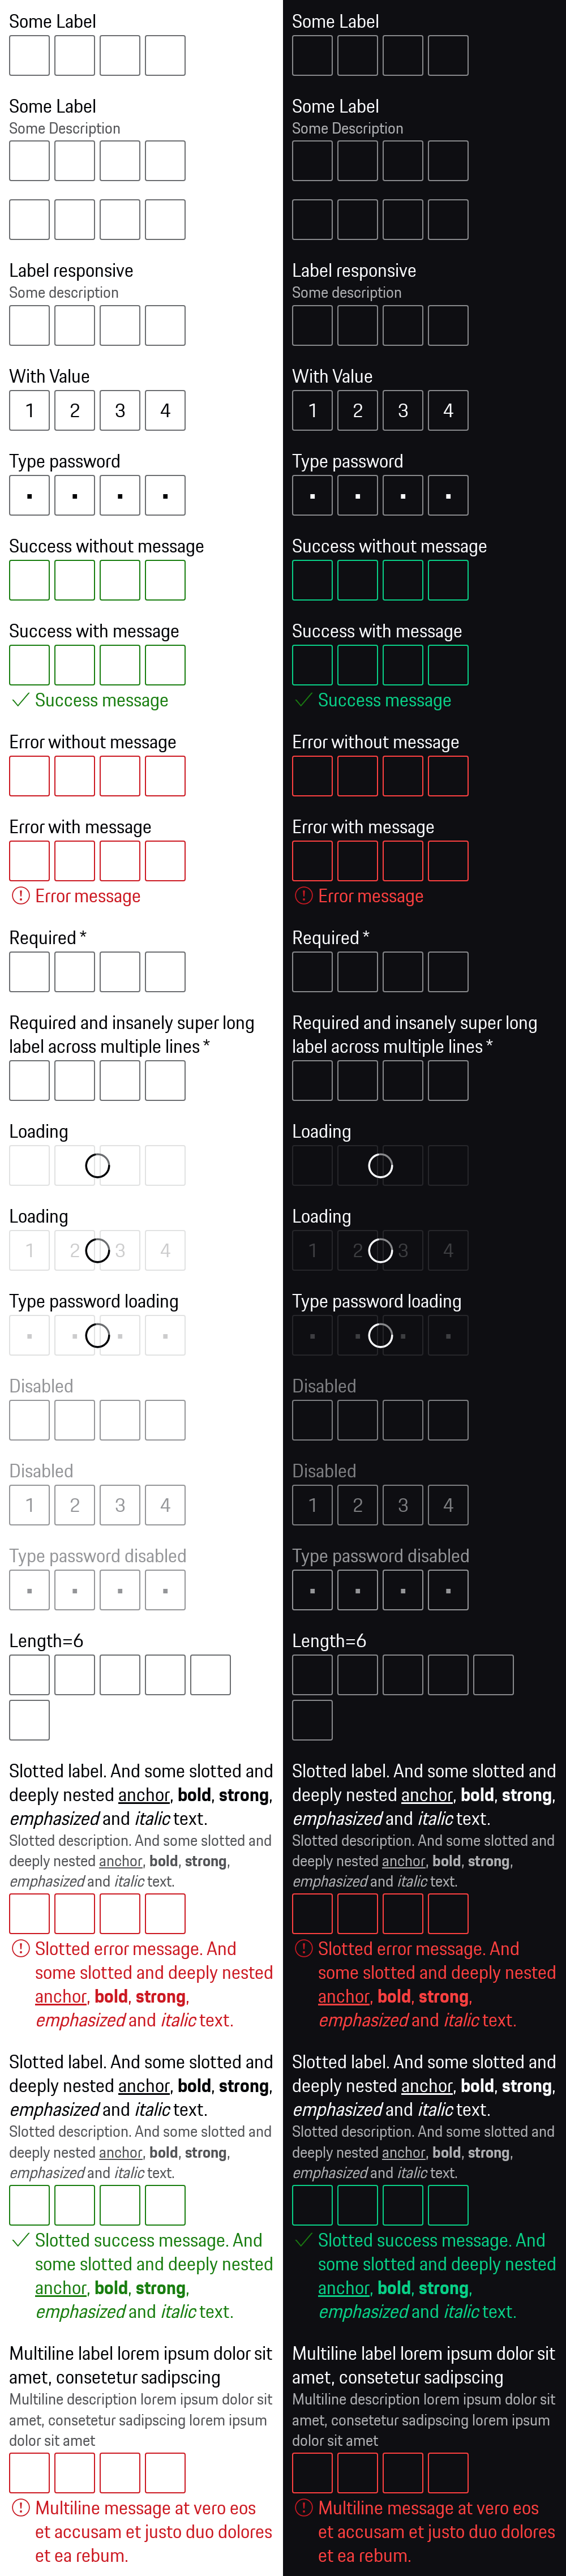 Some Label
Some Label
Some Description
Label responsive
Some description
With Value
1 2 3 4
Type password
Success without message
Success with message
Success message
Error without message
Error with message
Error message
Required *
Required and insanely super long
label across multiple lines *
Loading
Loading
1 2 3 4
Type password loading
Disabled
Disabled
1 2 3 4
Type password disabled
Length=6
Slotted label. And some slotted and
deeply nested anchor, bold, strong,
emphasized and italic text.
Slotted description. And some slotted and
deeply nested anchor, bold, strong,
emphasized and italic text.
Slotted error message. And
some slotted and deeply nested
anchor, bold, strong,
emphasized and italic text.
Slotted label. And some slotted and
deeply nested anchor, bold, strong,
emphasized and italic text.
Slotted description. And some slotted and
deeply nested anchor, bold, strong,
emphasized and italic text.
Slotted success message. And
some slotted and deeply nested
anchor, bold, strong,
emphasized and italic text.
Multiline label lorem ipsum dolor sit
amet, consetetur sadipscing
Multiline description lorem ipsum dolor sit
amet, consetetur sadipscing lorem ipsum
dolor sit amet
Multiline message at vero eos
et accusam et justo duo dolores
et ea rebum.
Some Label
Some Label
Some Description
Label responsive
Some description
With Value
1 2 3 4
Type password
Success without message
Success with message
Success message
Error without message
Error with message
Error message
Required *
Required and insanely super long
label across multiple lines *
Loading
Loading
1 2 3 4
Type password loading
Disabled
Disabled
1 2 3 4
Type password disabled
Length=6
Slotted label. And some slotted and
deeply nested anchor, bold, strong,
emphasized and italic text.
Slotted description. And some slotted and
deeply nested anchor, bold, strong,
emphasized and italic text.
Slotted error message. And
some slotted and deeply nested
anchor, bold, strong,
emphasized and italic text.
Slotted label. And some slotted and
deeply nested anchor, bold, strong,
emphasized and italic text.
Slotted description. And some slotted and
deeply nested anchor, bold, strong,
emphasized and italic text.
Slotted success message. And
some slotted and deeply nested
anchor, bold, strong,
emphasized and italic text.
Multiline label lorem ipsum dolor sit
amet, consetetur sadipscing
Multiline description lorem ipsum dolor sit
amet, consetetur sadipscing lorem ipsum
dolor sit amet
Multiline message at vero eos
et accusam et justo duo dolores
et ea rebum.